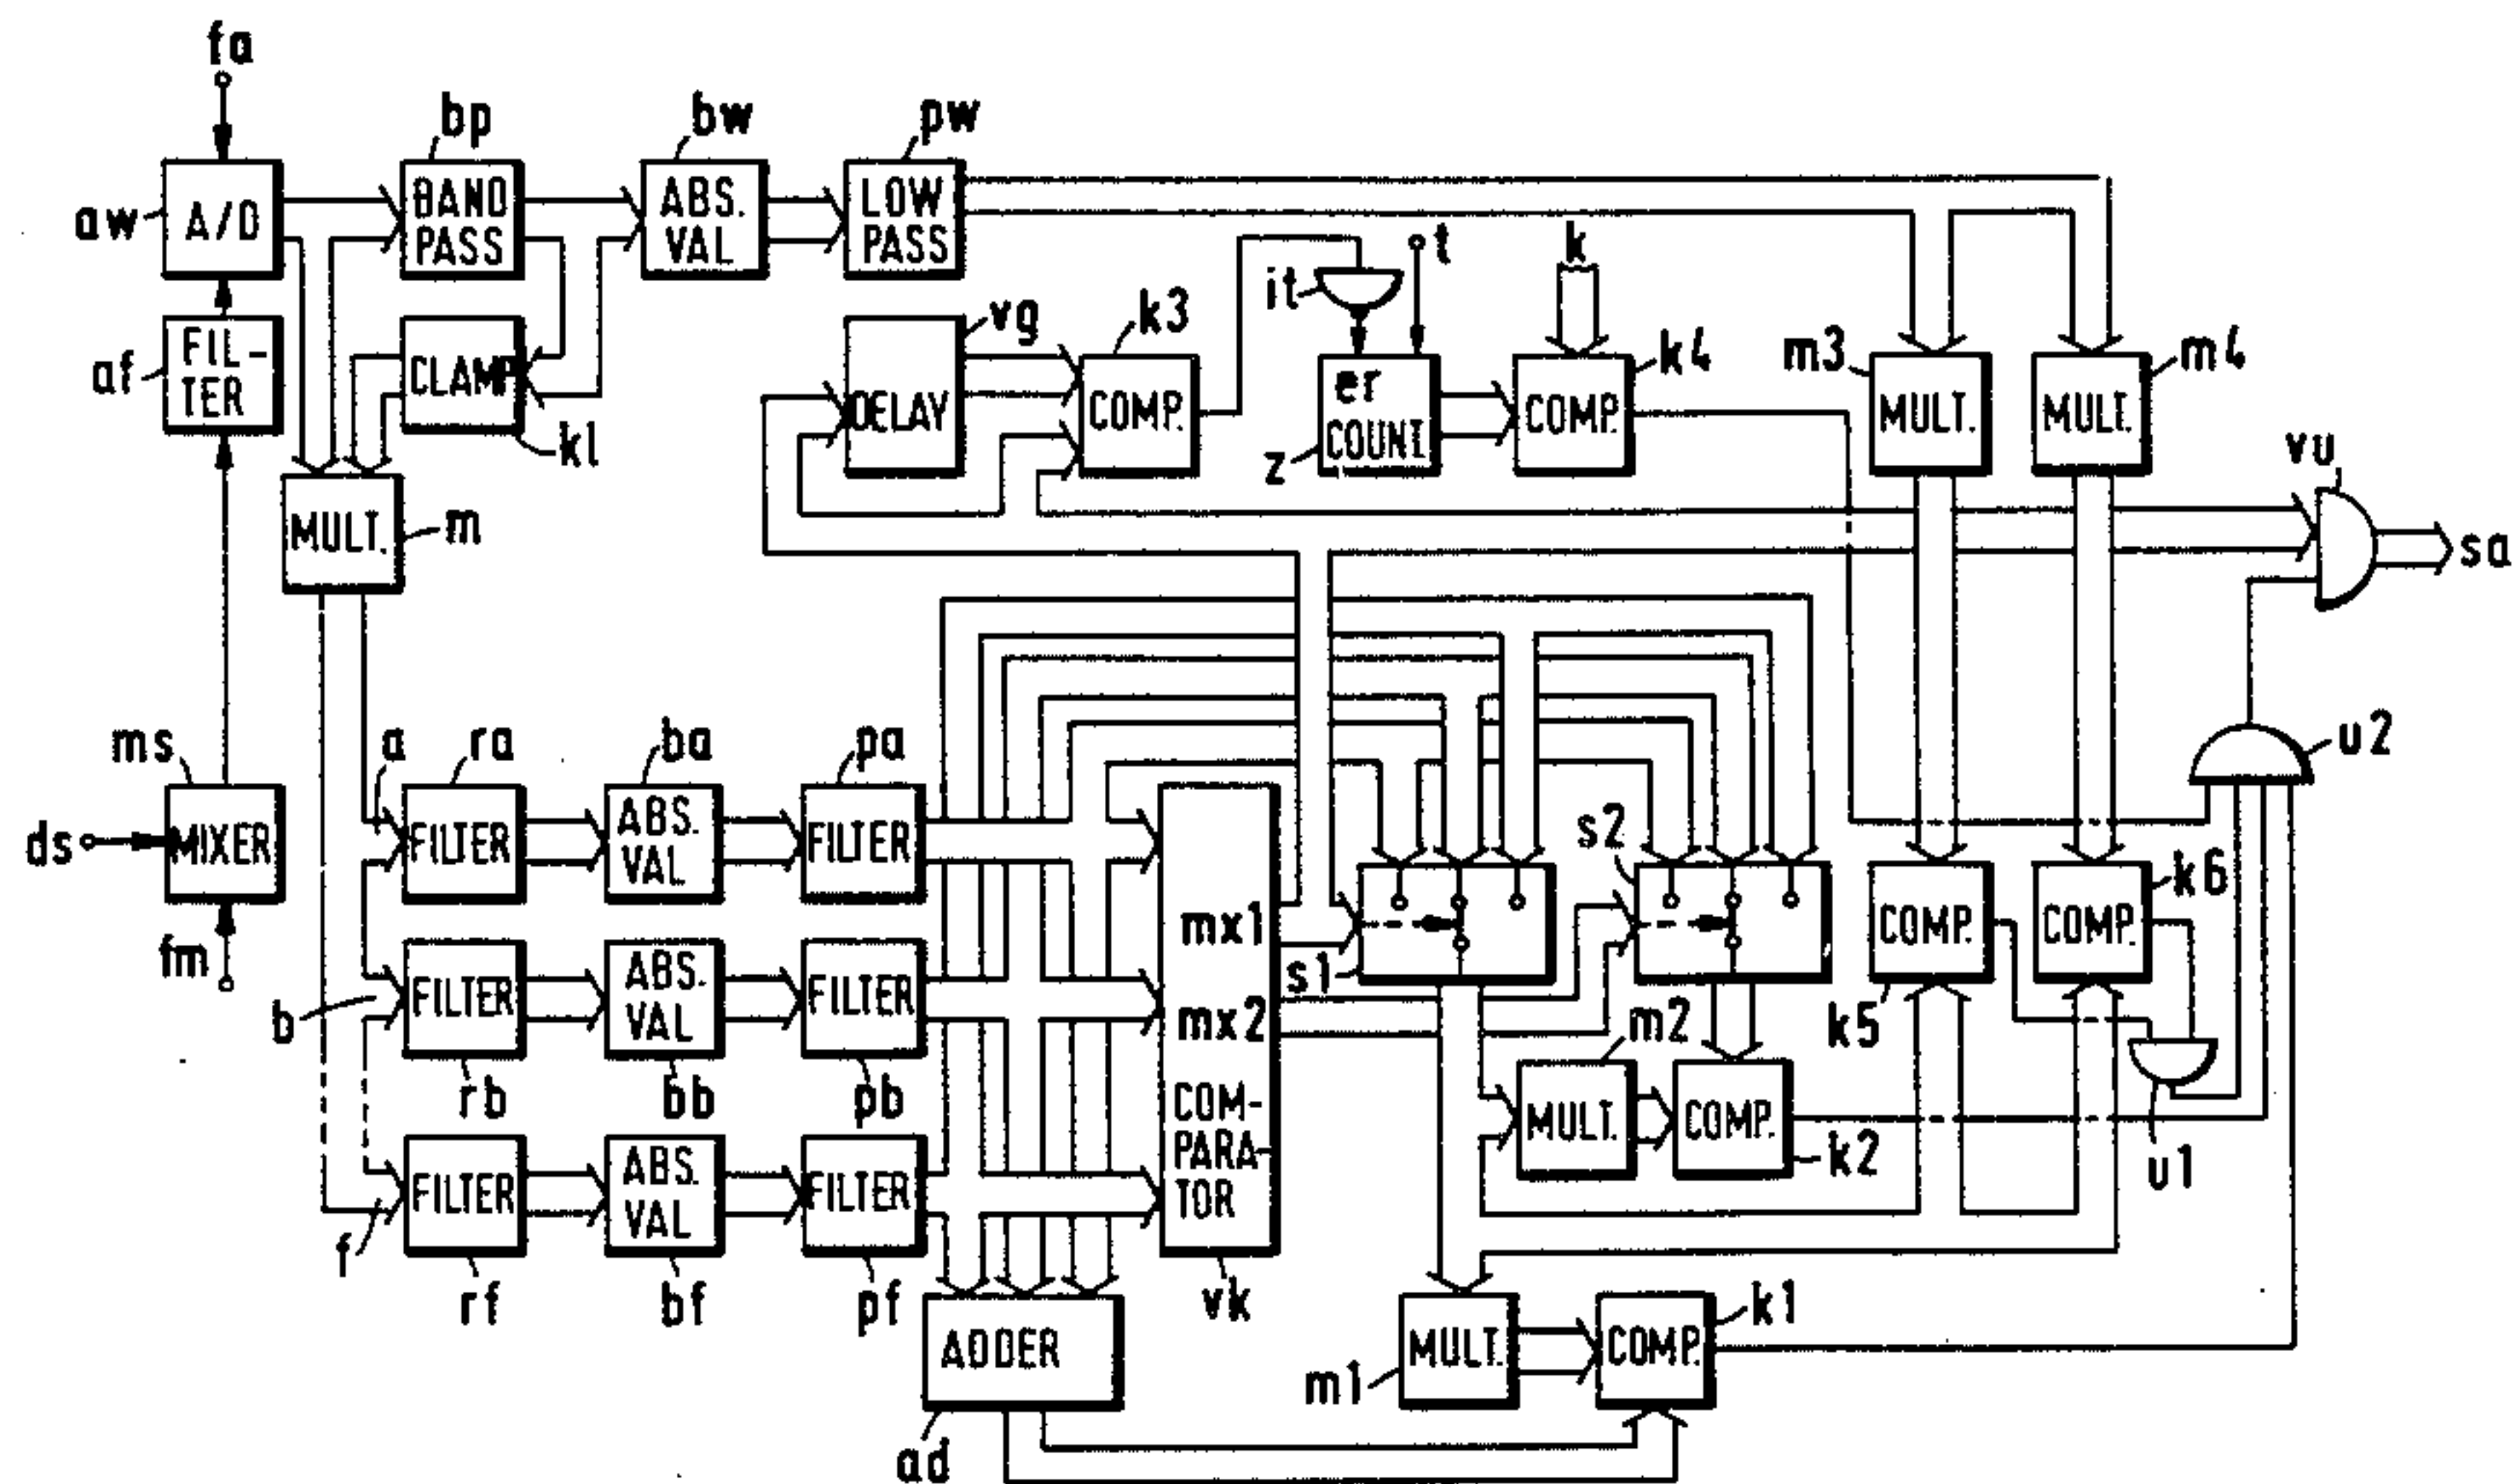 fa
bp
bw
pw
aw
A/D
BAND
PASS
ABS.
VAL
LOW
PASS
it
t
k
af
FIL-
TER
CLAMP
kl
vg
DELAY
k3
COMP.
er
COUNT
z
k4
COMP.
m3
MULT.
m4
MULT.
vu
sa
MULT.
m
u2
ms
ds
MIXER
fm
a
ra
FILTER
ba
ABS.
VAL
pa
FILTER
b
FILTER
rb
ABS.
VAL
bb
FILTER
pb
f
FILTER
rf
ABS.
VAL
bf
FILTER
pf
mx1
mx2
COM-
PARA-
TOR
vk
s1
s2
COMP.
k5
COMP.
k6
m2
MULT.
COMP.
k2
u1
ADDER
ad
m1
MULT.
COMP.
k1